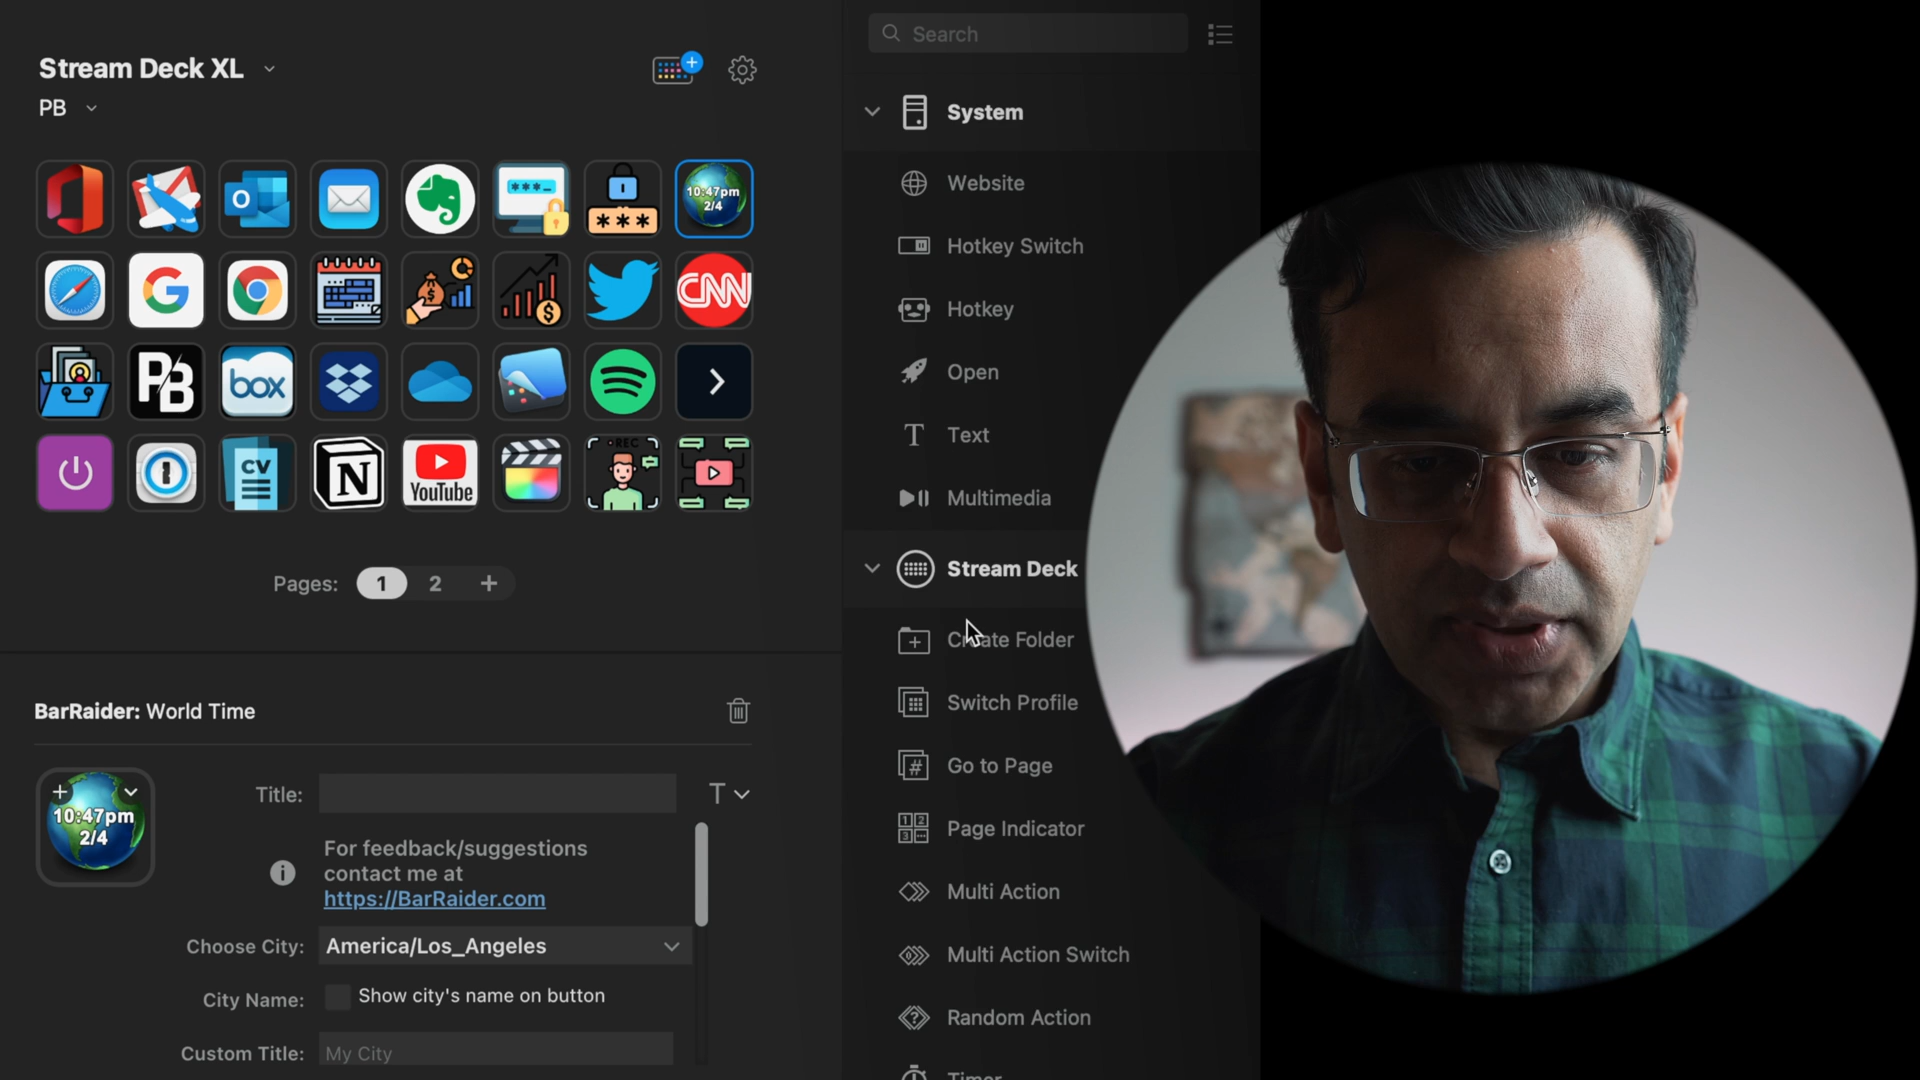 Stream Deck XL
PB
Search
System
Website
Hotkey Switch
Hotkey
Open
Text
Multimedia
Stream Deck
Create Folder
Switch Profile
Go to Page
Page Indicator
Multi Action
Multi Action Switch
Random Action
Timer
***_
***
10:47pm
2/4
CNN
PB
box
CV
N
YouTube
REC
Pages: 1 2 +
BarRaider: World Time
10:47pm
2/4
Title:
T
For feedback/suggestions
contact me at
https://BarRaider.com
Choose City: America/Los_Angeles
City Name: Show city's name on button
Custom Title: My City